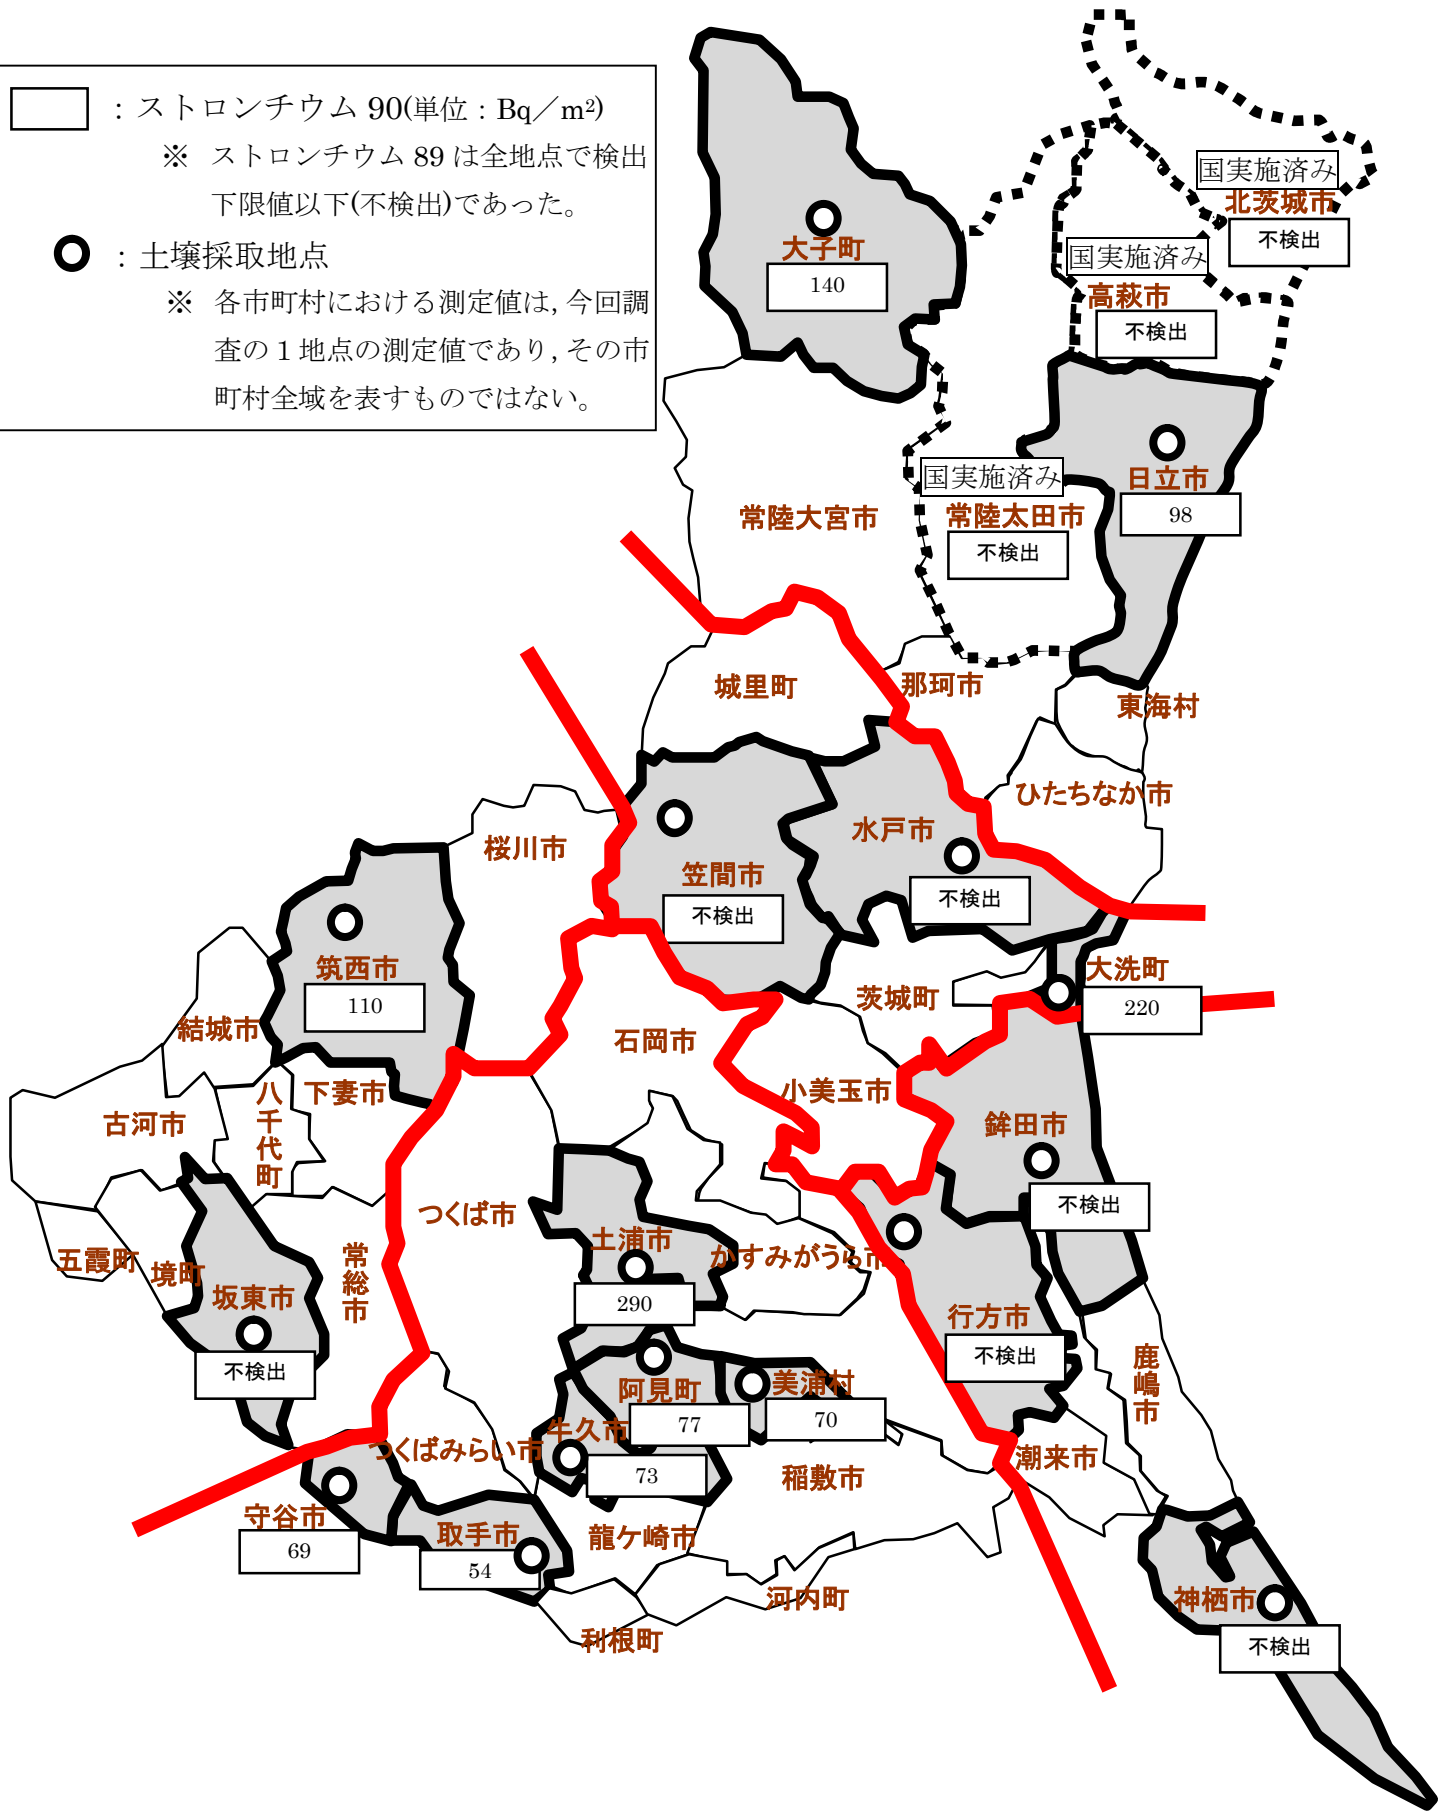 ：ストロンチウム 90(単位：Bq／m²)
※ ストロンチウム 89 は全地点で検出
下限値以下(不検出)であった。
：土壌採取地点
※ 各市町村における測定値は，今回調
査の 1 地点の測定値であり，その市
町村全域を表すものではない。
国実施済み
北茨城市
不検出
大子町
140
国実施済み
高萩市
不検出
国実施済み
常陸太田市
不検出
日立市
98
常陸大宮市
城里町
那珂市
東海村
ひたちなか市
水戸市
不検出
桜川市
笠間市
不検出
筑西市
110
茨城町
大洗町
220
結城市
石岡市
小美玉市
下妻市
八千代町
古河市
鉾田市
不検出
つくば市
土浦市
290
かすみがうら市
五霞町
境町
常総市
坂東市
不検出
行方市
不検出
鹿嶋市
阿見町
77
美浦村
70
牛久市
73
つくばみらい市
稲敷市
潮来市
守谷市
69
取手市
54
龍ケ崎市
河内町
利根町
神栖市
不検出